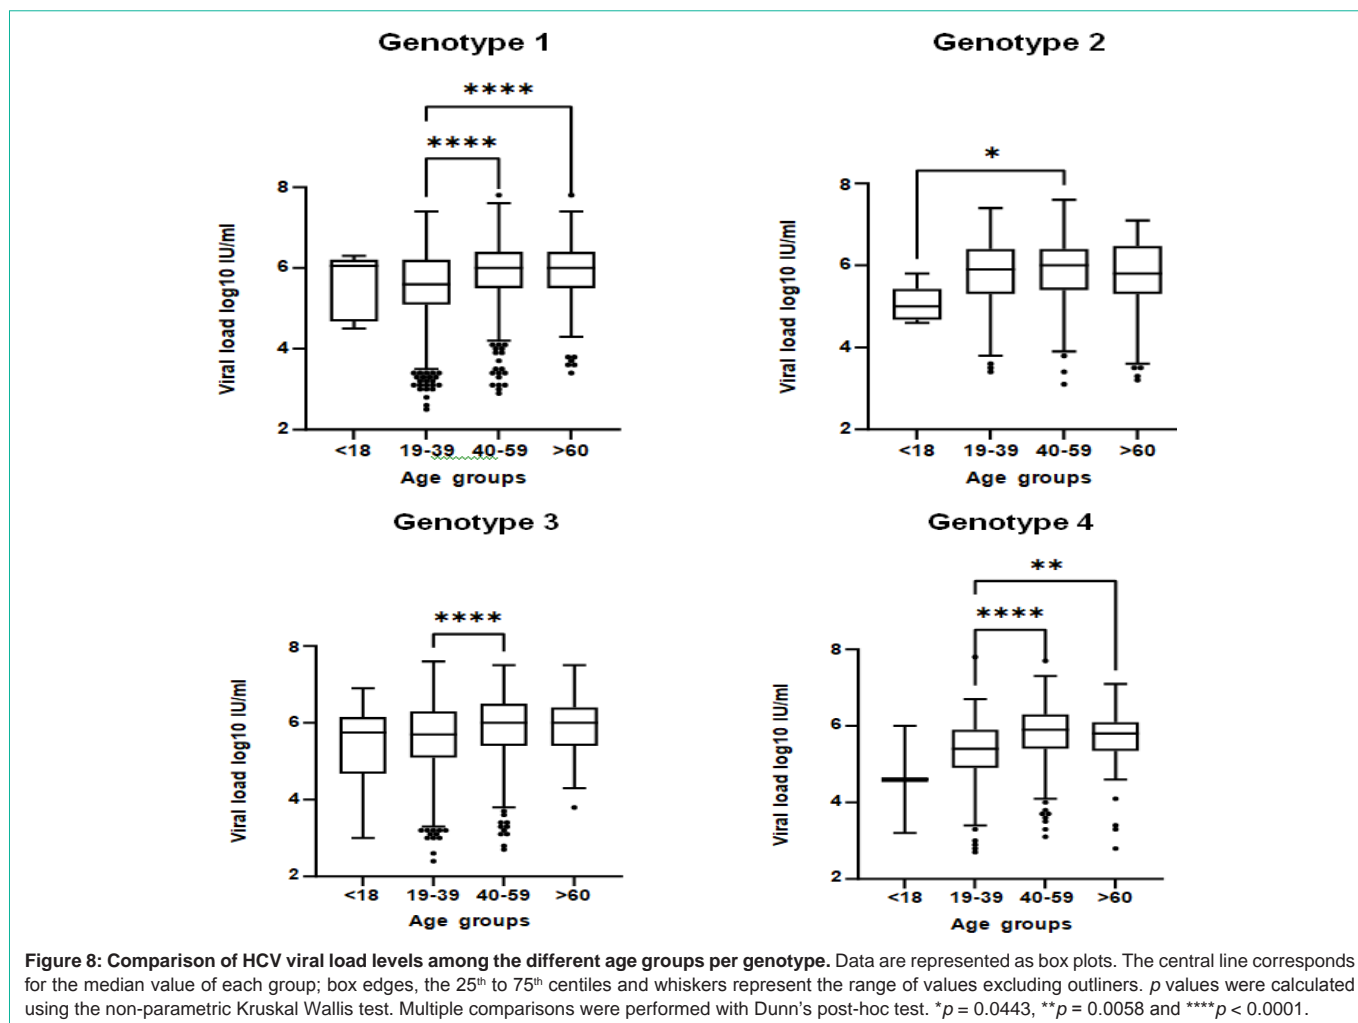 Genotype 1
****
****
Viral load log10 IU/ml
8
6
4
2
<18 19-39 40-59 >60
Age groups
Genotype 2
*
Viral load log10 IU/ml
8
6
4
2
<18 19-39 40-59 >60
Age groups
Genotype 3
****
Viral load log10 IU/ml
8
6
4
2
<18 19-39 40-59 >60
Age groups
Genotype 4
**
****
Viral load log10 IU/ml
8
6
4
2
<18 19-39 40-59 >60
Age groups
Figure 8: Comparison of HCV viral load levels among the different age groups per genotype. Data are represented as box plots. The central line corresponds
for the median value of each group; box edges, the 25th to 75th centiles and whiskers represent the range of values excluding outliners. p values were calculated
using the non-parametric Kruskal Wallis test. Multiple comparisons were performed with Dunn's post-hoc test. *p = 0.0443, **p = 0.0058 and ****p < 0.0001.